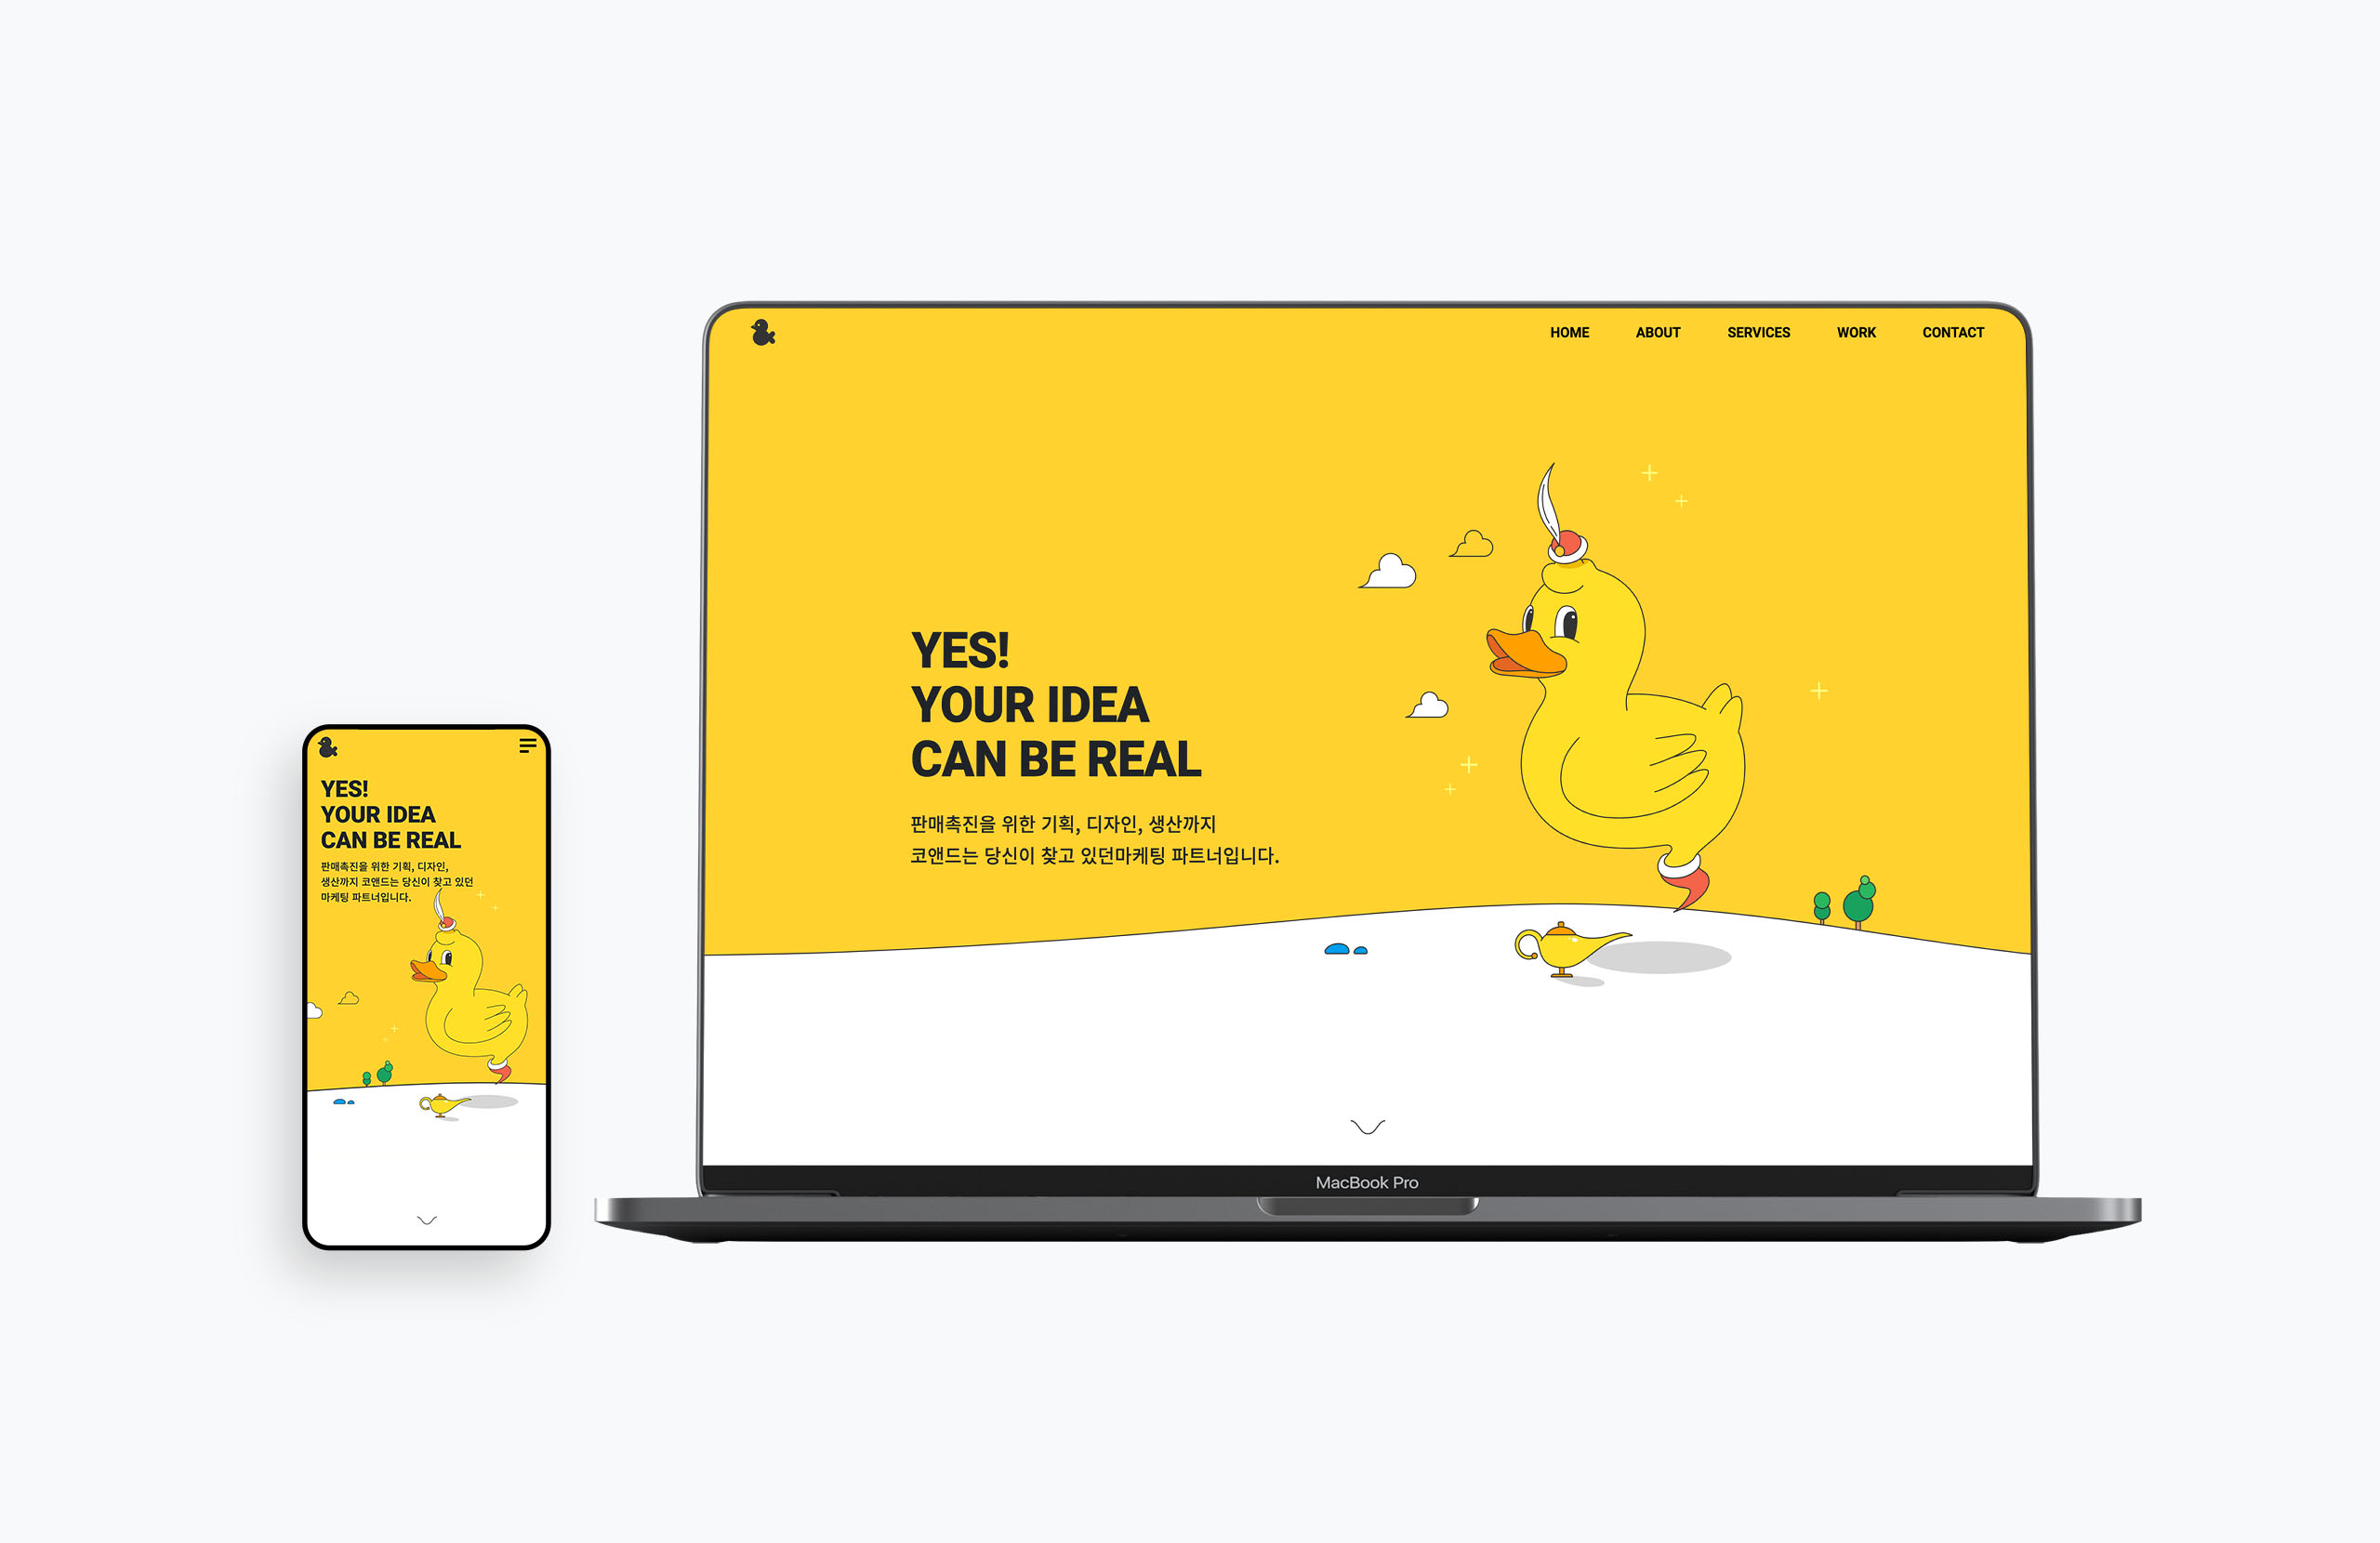 YES!
YOUR IDEA
CAN BE REAL
판매촉진을 위한 기획, 디자인,
생산까지 코앤드는 당신이 찾고 있던
마케팅 파트너입니다.
HOME ABOUT SERVICES WORK CONTACT
YES!
YOUR IDEA
CAN BE REAL
판매촉진을 위한 기획, 디자인, 생산까지
코앤드는 당신이 찾고 있던마케팅 파트너입니다.
MacBook Pro